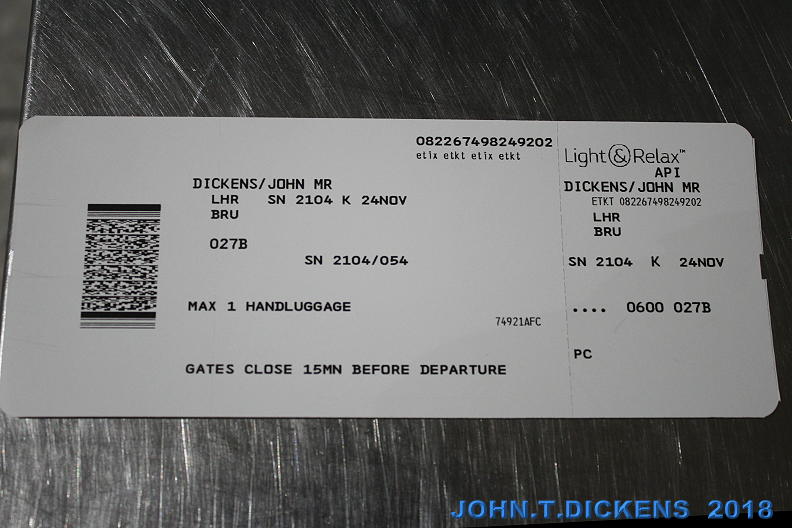 082267498249202
etix etkt etix etkt
DICKENS/JOHN MR
LHR SN 2104 K 24NOV
BRU
027B
SN 2104/054
MAX 1 HANDLUGGAGE
74921AFC
GATES CLOSE 15MN BEFORE DEPARTURE
Light&Relax™
API
DICKENS/JOHN MR
ETKT 082267498249202
LHR
BRU
SN 2104 K 24NOV
.... 0600 027B
PC
JOHN.T.DICKENS 2018